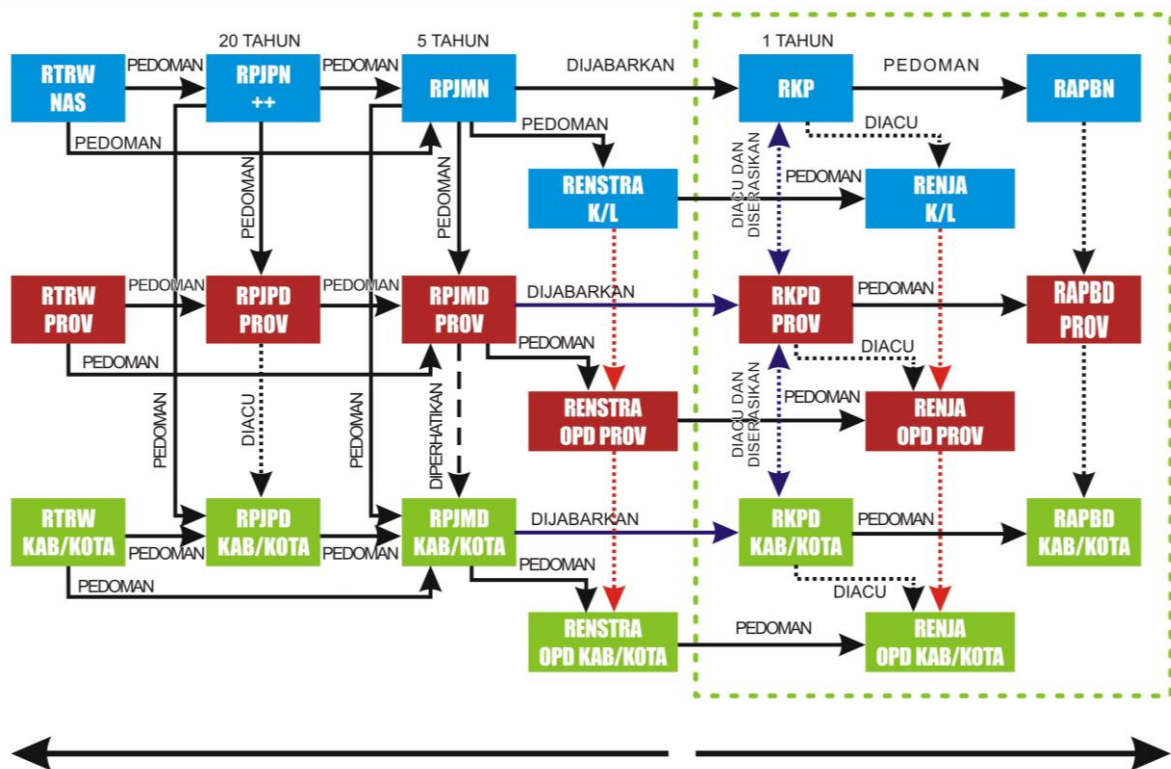 20 TAHUN
5 TAHUN
1 TAHUN
RTRW
NAS
PEDOMAN
RPJPN
++
PEDOMAN
RPJMN
DIJABARKAN
RKP
PEDOMAN
RAPBN
PEDOMAN
PEDOMAN
DIACU
PEDOMAN
PEDOMAN
PEDOMAN
RENSTRA
K/L
PEDOMAN
DIACU DAN
DISERASIKAN
RENJA
K/L
RTRW
PROV
PEDOMAN
RPJPD
PROV
PEDOMAN
RPJMD
PROV
DIJABARKAN
RKPD
PROV
PEDOMAN
RAPBD
PROV
PEDOMAN
PEDOMAN
DIACU
PEDOMAN
DIACU
PEDOMAN
DIPERHATIKAN
RENSTRA
OPD PROV
PEDOMAN
DIACU DAN
DISERASIKAN
RENJA
OPD PROV
RTRW
KAB/KOTA
PEDOMAN
RPJPD
KAB/KOTA
PEDOMAN
RPJMD
KAB/KOTA
DIJABARKAN
RKPD
KAB/KOTA
PEDOMAN
RAPBD
KAB/KOTA
PEDOMAN
PEDOMAN
DIACU
RENSTRA
OPD KAB/KOTA
PEDOMAN
RENJA
OPD KAB/KOTA